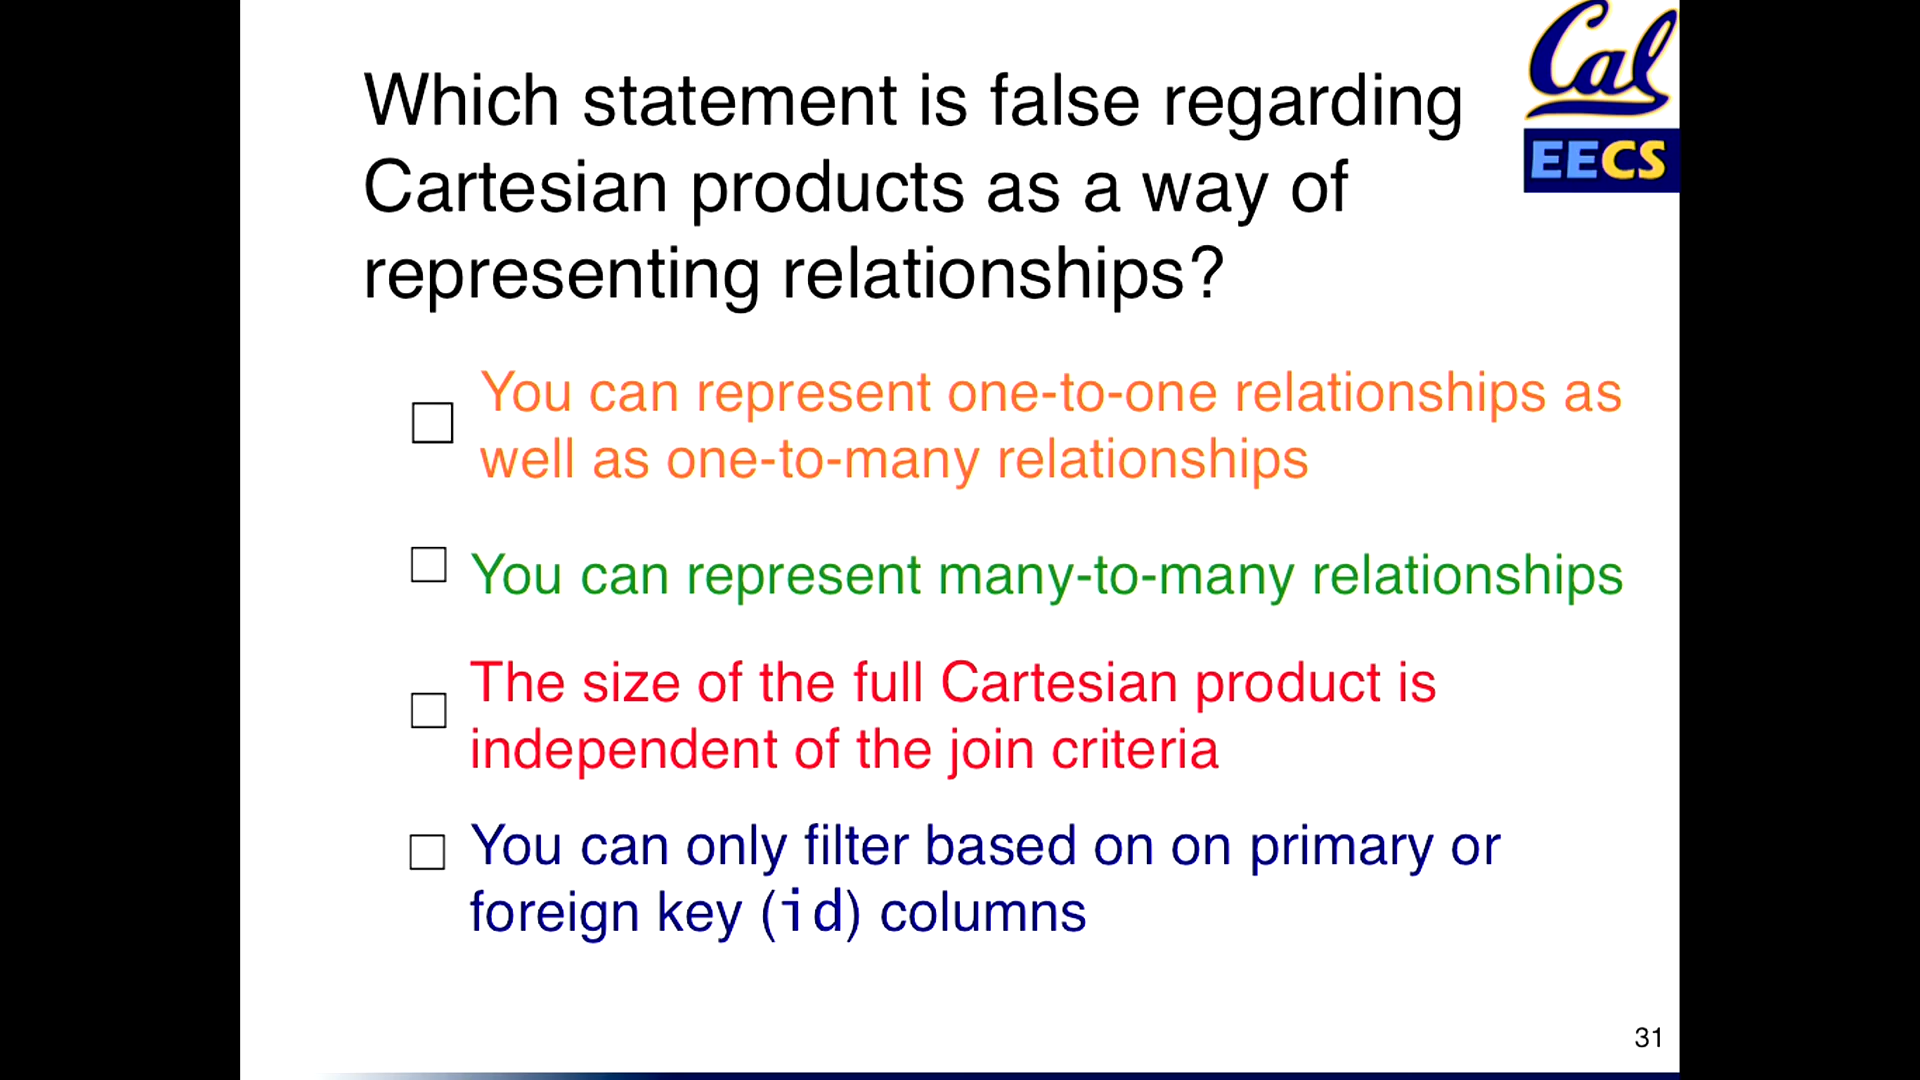 Cal
EECS
Which statement is false regarding
Cartesian products as a way of
representing relationships?
You can represent one-to-one relationships as
well as one-to-many relationships
You can represent many-to-many relationships
The size of the full Cartesian product is
independent of the join criteria
You can only filter based on on primary or
foreign key (id) columns
31